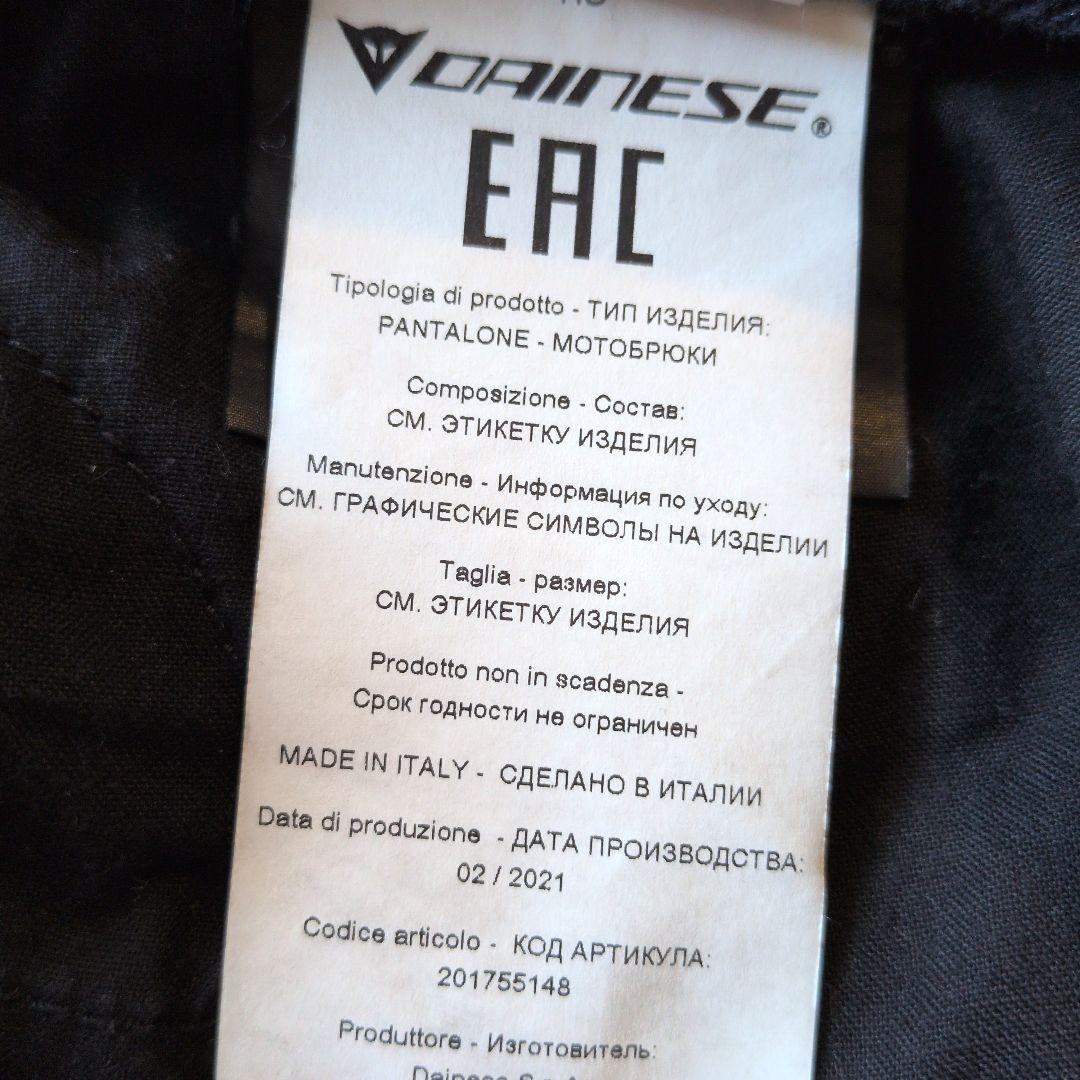 DAINESE®
EAC
Tipologia di prodotto - ТИП ИЗДЕЛИЯ:
PANTALONE - МОТОБРЮКИ
Composizione - Состав:
СМ. ЭТИКЕТКУ ИЗДЕЛИЯ
Manutenzione - Информация по уходу:
СМ. ГРАФИЧЕСКИЕ СИМВОЛЫ НА ИЗДЕЛИИ
Taglia - размер:
СМ. ЭТИКЕТКУ ИЗДЕЛИЯ
Prodotto non in scadenza -
Срок годности не ограничен
MADE IN ITALY - СДЕЛАНО В ИТАЛИИ
Data di produzione - ДАТА ПРОИЗВОДСТВА:
02 / 2021
Codice articolo - КОД АРТИКУЛА:
201755148
Produttore - Изготовитель:
Dainese